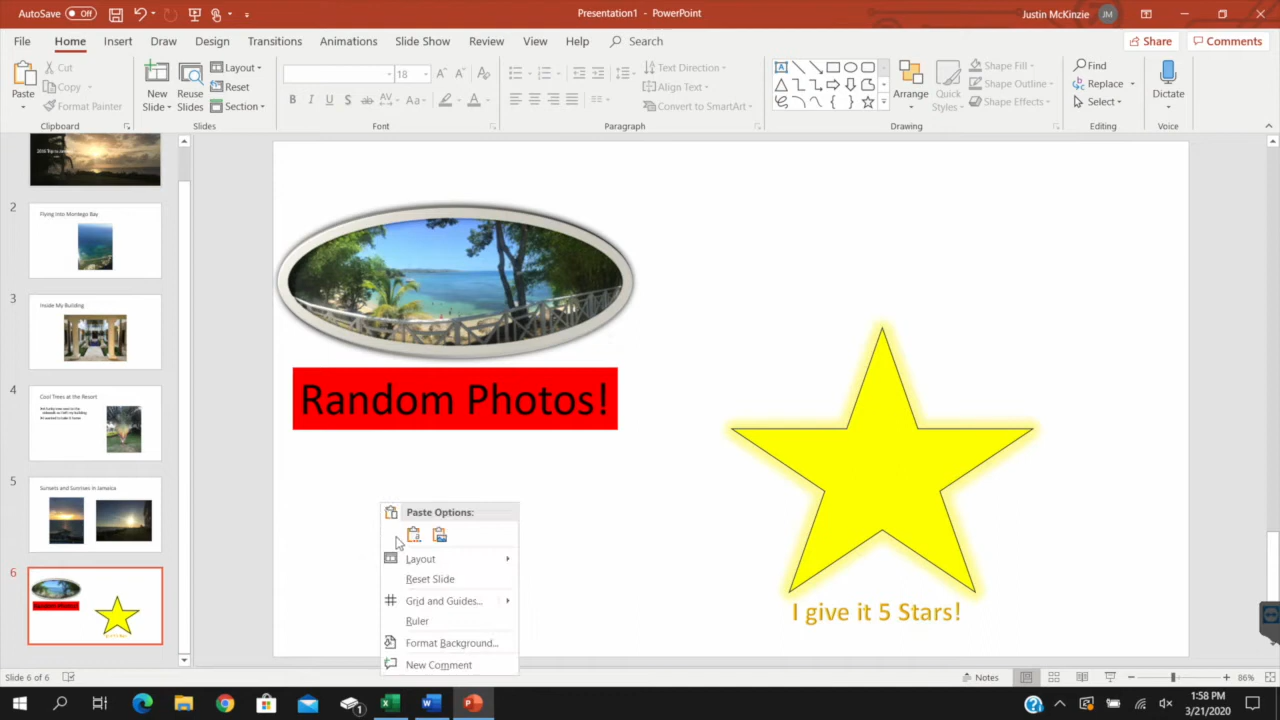 AutoSave Off
Presentation1 - PowerPoint
Justin McKinzie JM
File Home Insert Draw Design Transitions Animations Slide Show Review View Help Search Share Comments
Paste
Cut
Copy
Format Painter
Clipboard
New Slide
Reuse Slides
Layout
Reset
Section
Slides
18
B I U S ab AV Aa A
Font
Text Direction
Align Text
Convert to SmartArt
Paragraph
Arrange
Quick Styles
Shape Fill
Shape Outline
Shape Effects
Drawing
Find
Replace
Select
Editing
Dictate
Voice
2
Flying Into Montego Bay
3
Inside My Building
4
Cool Trees at the Resort
5
Sunsets and Sunrises in Jamaica
6
Random Photos!
Random Photos!
I give it 5 Stars!
Paste Options:
Layout
Reset Slide
Grid and Guides...
Ruler
Format Background...
New Comment
Slide 6 of 6
Notes
86%
1:58 PM
3/21/2020